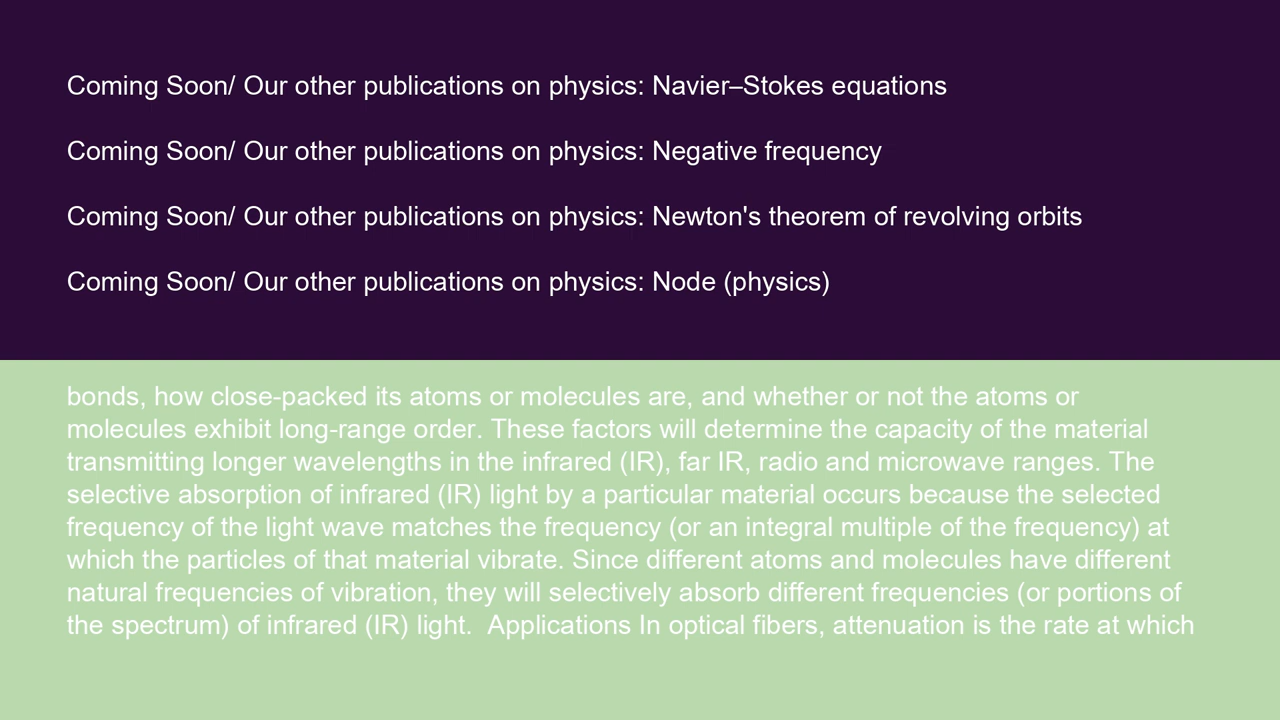 Coming Soon/ Our other publications on physics: Navier–Stokes equations
Coming Soon/ Our other publications on physics: Negative frequency
Coming Soon/ Our other publications on physics: Newton's theorem of revolving orbits
Coming Soon/ Our other publications on physics: Node (physics)
bonds, how close-packed its atoms or molecules are, and whether or not the atoms or
molecules exhibit long-range order. These factors will determine the capacity of the material
transmitting longer wavelengths in the infrared (IR), far IR, radio and microwave ranges. The
selective absorption of infrared (IR) light by a particular material occurs because the selected
frequency of the light wave matches the frequency (or an integral multiple of the frequency) at
which the particles of that material vibrate. Since different atoms and molecules have different
natural frequencies of vibration, they will selectively absorb different frequencies (or portions of
the spectrum) of infrared (IR) light.  Applications In optical fibers, attenuation is the rate at which